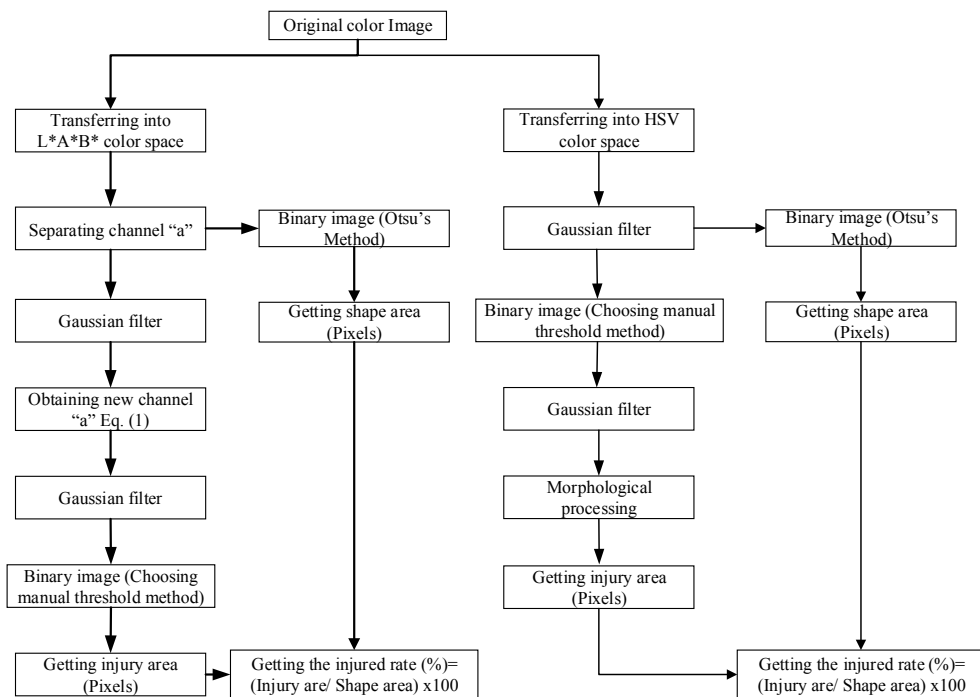 Original color Image
Transferring into
L*A*B* color space
Separating channel “a”
Gaussian filter
Obtaining new channel
“a” Eq. (1)
Gaussian filter
Binary image (Choosing
manual threshold method)
Getting injury area
(Pixels)
Binary image (Otsu’s
Method)
Getting shape area
(Pixels)
Getting the injured rate (%)=
(Injury are/ Shape area) x100
Transferring into HSV
color space
Gaussian filter
Binary image (Choosing manual
threshold method)
Gaussian filter
Morphological
processing
Getting injury area
(Pixels)
Binary image (Otsu’s
Method)
Getting shape area
(Pixels)
Getting the injured rate (%)=
(Injury are/ Shape area) x100